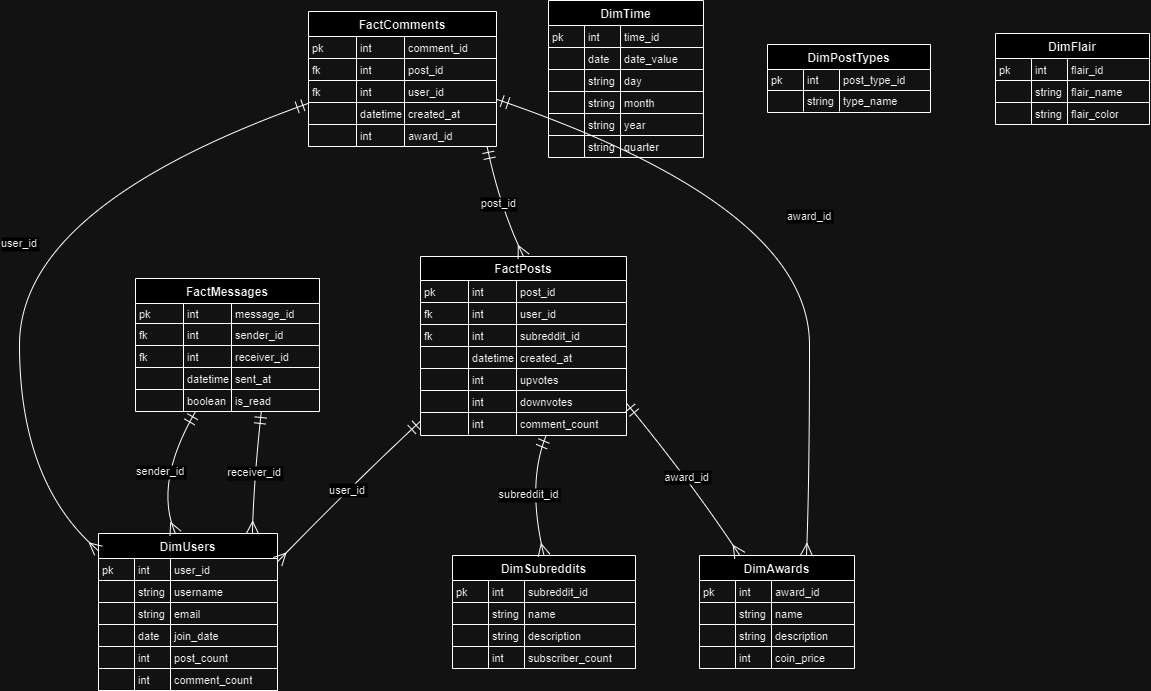 FactComments
pk int comment_id
fk int post_id
fk int user_id
datetime created_at
int award_id
DimTime
pk int time_id
date date_value
string day
string month
string year
string quarter
DimPostTypes
pk int post_type_id
string type_name
DimFlair
pk int flair_id
string flair_name
string flair_color
user_id
post_id
award_id
FactMessages
pk int message_id
fk int sender_id
fk int receiver_id
datetime sent_at
boolean is_read
FactPosts
pk int post_id
fk int user_id
fk int subreddit_id
datetime created_at
int upvotes
int downvotes
int comment_count
sender_id
receiver_id
user_id
subreddit_id
award_id
DimUsers
pk int user_id
string username
string email
date join_date
int post_count
int comment_count
DimSubreddits
pk int subreddit_id
string name
string description
int subscriber_count
DimAwards
pk int award_id
string name
string description
int coin_price